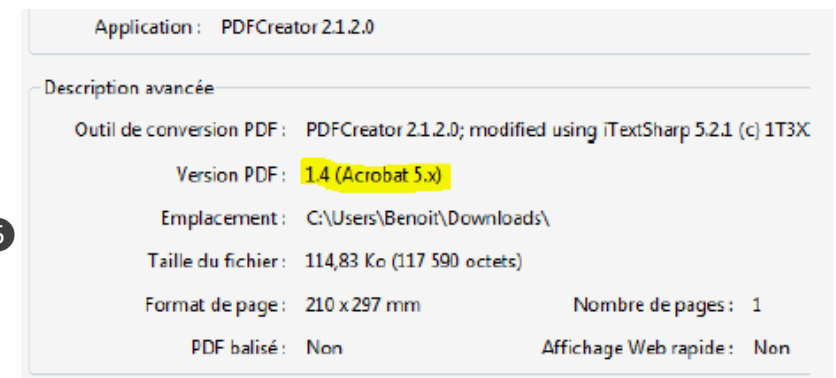 Application : PDFCreator 2.1.2.0
Description avancée
Outil de conversion PDF : PDFCreator 2.1.2.0; modified using iTextSharp 5.2.1 (c) 1T3X
Version PDF : 1.4 (Acrobat 5.x)
Emplacement : C:\Users\Benoit\Downloads\
Taille du fichier : 114,83 Ko (117 590 octets)
Format de page : 210 x 297 mm Nombre de pages : 1
PDF balisé : Non Affichage Web rapide : Non